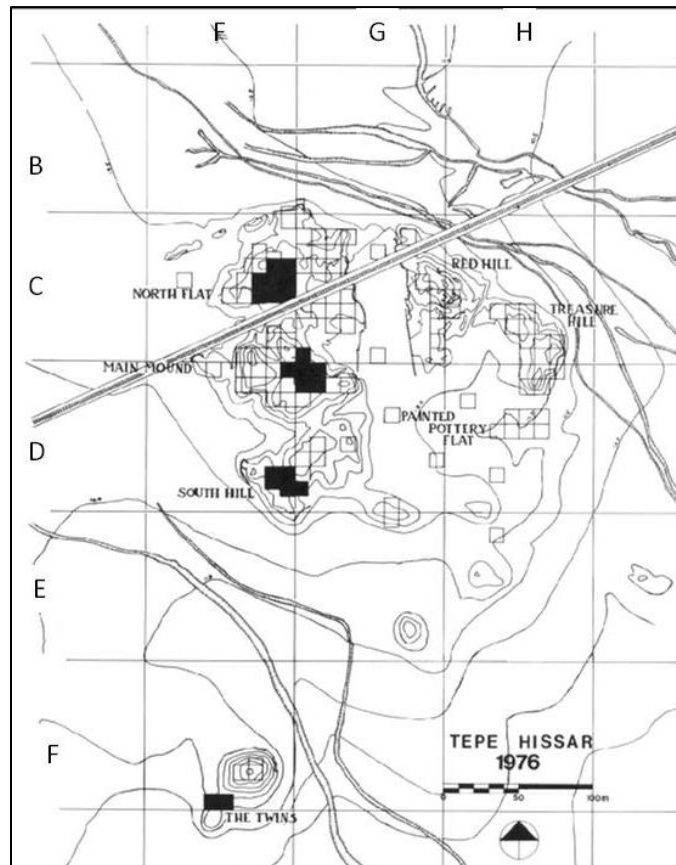 F G H
B
C
RED HILL
NORTH FLAT
TREASURE
HILL
MAIN MOUND
PAINTED
POTTERY
FLAT
D
SOUTH HILL
E
F
TEPE HISSAR
1976
0 50 100m
THE TWINS